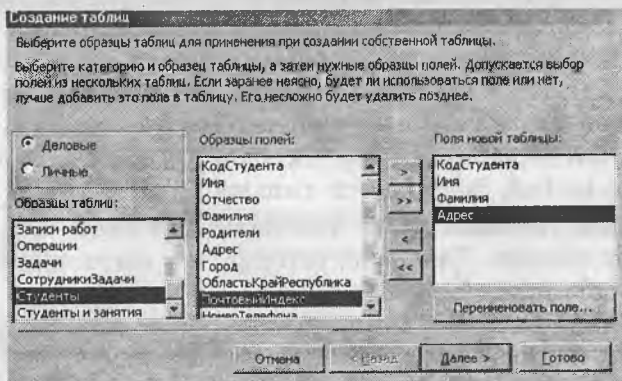 Создание таблиц
Выберите образцы таблиц для применения при создании собственной таблицы.
Выберите категорию и образец таблицы, а затем нужные образцы полей. Допускается выбор
полей из нескольких таблиц. Если заранее неясно, будет ли использоваться поле или нет,
лучше добавить это поле в таблицу. Его несложно будет удалить позднее.
Деловые
Личные
Образцы таблиц:
Записи работ
Операции
Задачи
СотрудникиЗадачи
Студенты
Студенты и занятия
Образцы полей:
КодСтудента
Имя
Отчество
Фамилия
Родители
Адрес
Город
ОбластьКрайРеспублика
ПочтовыйИндекс
НомерТелефона
>
>>
<
<<
Поля новой таблицы:
КодСтудента
Имя
Фамилия
Адрес
Переименовать поле...
Отмена
< Назад
Далее >
Готово